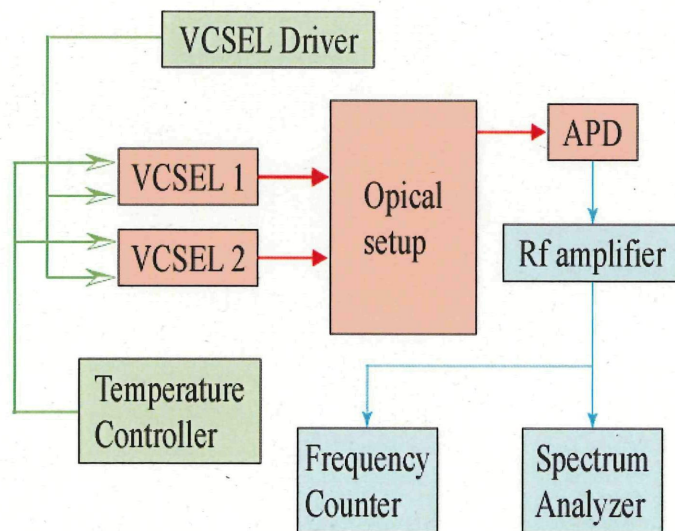 VCSEL Driver
VCSEL 1
VCSEL 2
Opical
setup
APD
Rf amplifier
Temperature
Controller
Frequency
Counter
Spectrum
Analyzer